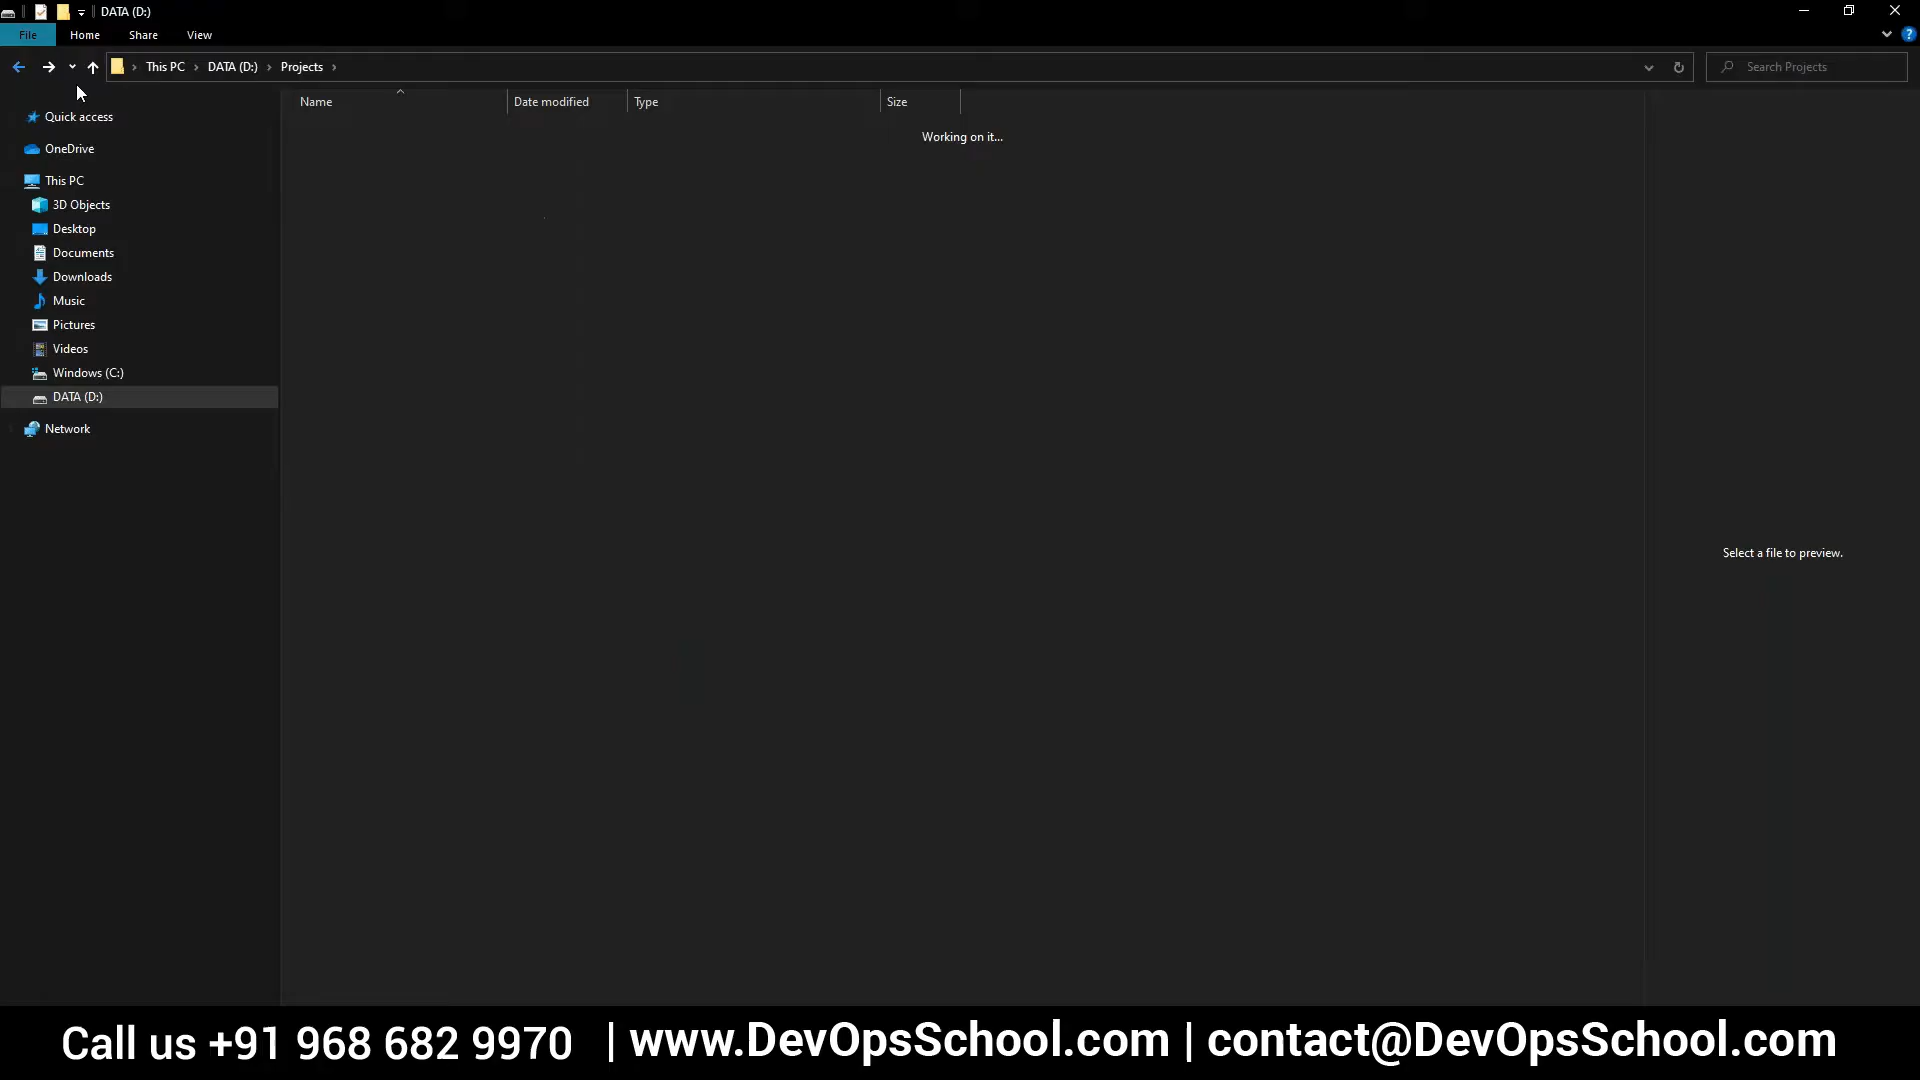 DATA (D:)
File Home Share View
This PC DATA (D:) Projects Search Projects
Name Date modified Type Size
Working on it...
Quick access
OneDrive
This PC
3D Objects
Desktop
Documents
Downloads
Music
Pictures
Videos
Windows (C:)
DATA (D:)
Network
Select a file to preview.
Call us +91 968 682 9970 | www.DevOpsSchool.com | contact@DevOpsSchool.com